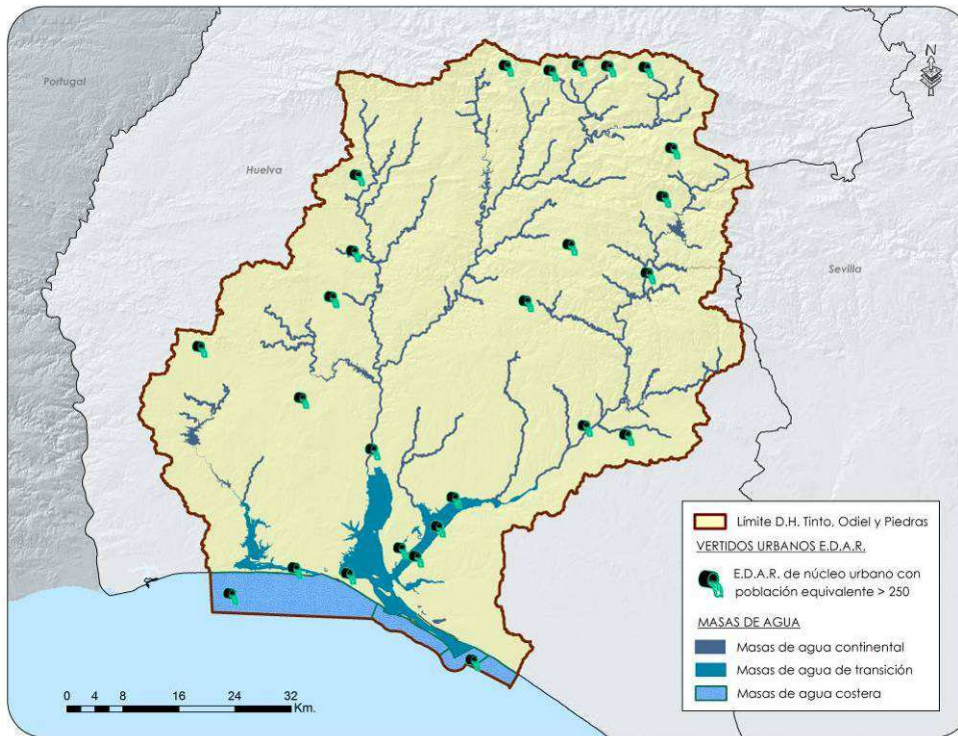 Portugal
N
Huelva
Sevilla
Límite D.H. Tinto, Odiel y Piedras
VERTIDOS URBANOS E.D.A.R.
E.D.A.R. de núcleo urbano con
población equivalente > 250
MASAS DE AGUA
Masas de agua continental
Masas de agua de transición
Masas de agua costera
0 4 8 16 24 32
Km.